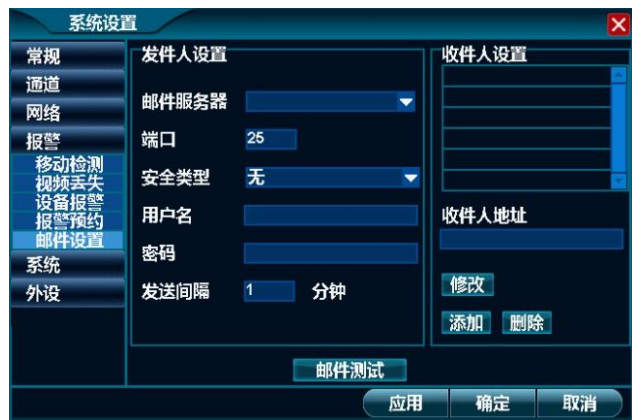 系统设置
常规
通道
网络
报警
移动检测
视频丢失
设备报警
报警预约
邮件设置
系统
外设
发件人设置
邮件服务器
端口 25
安全类型 无
用户名
密码
发送间隔 1 分钟
收件人设置
收件人地址
修改
添加 删除
邮件测试
应用 确定 取消